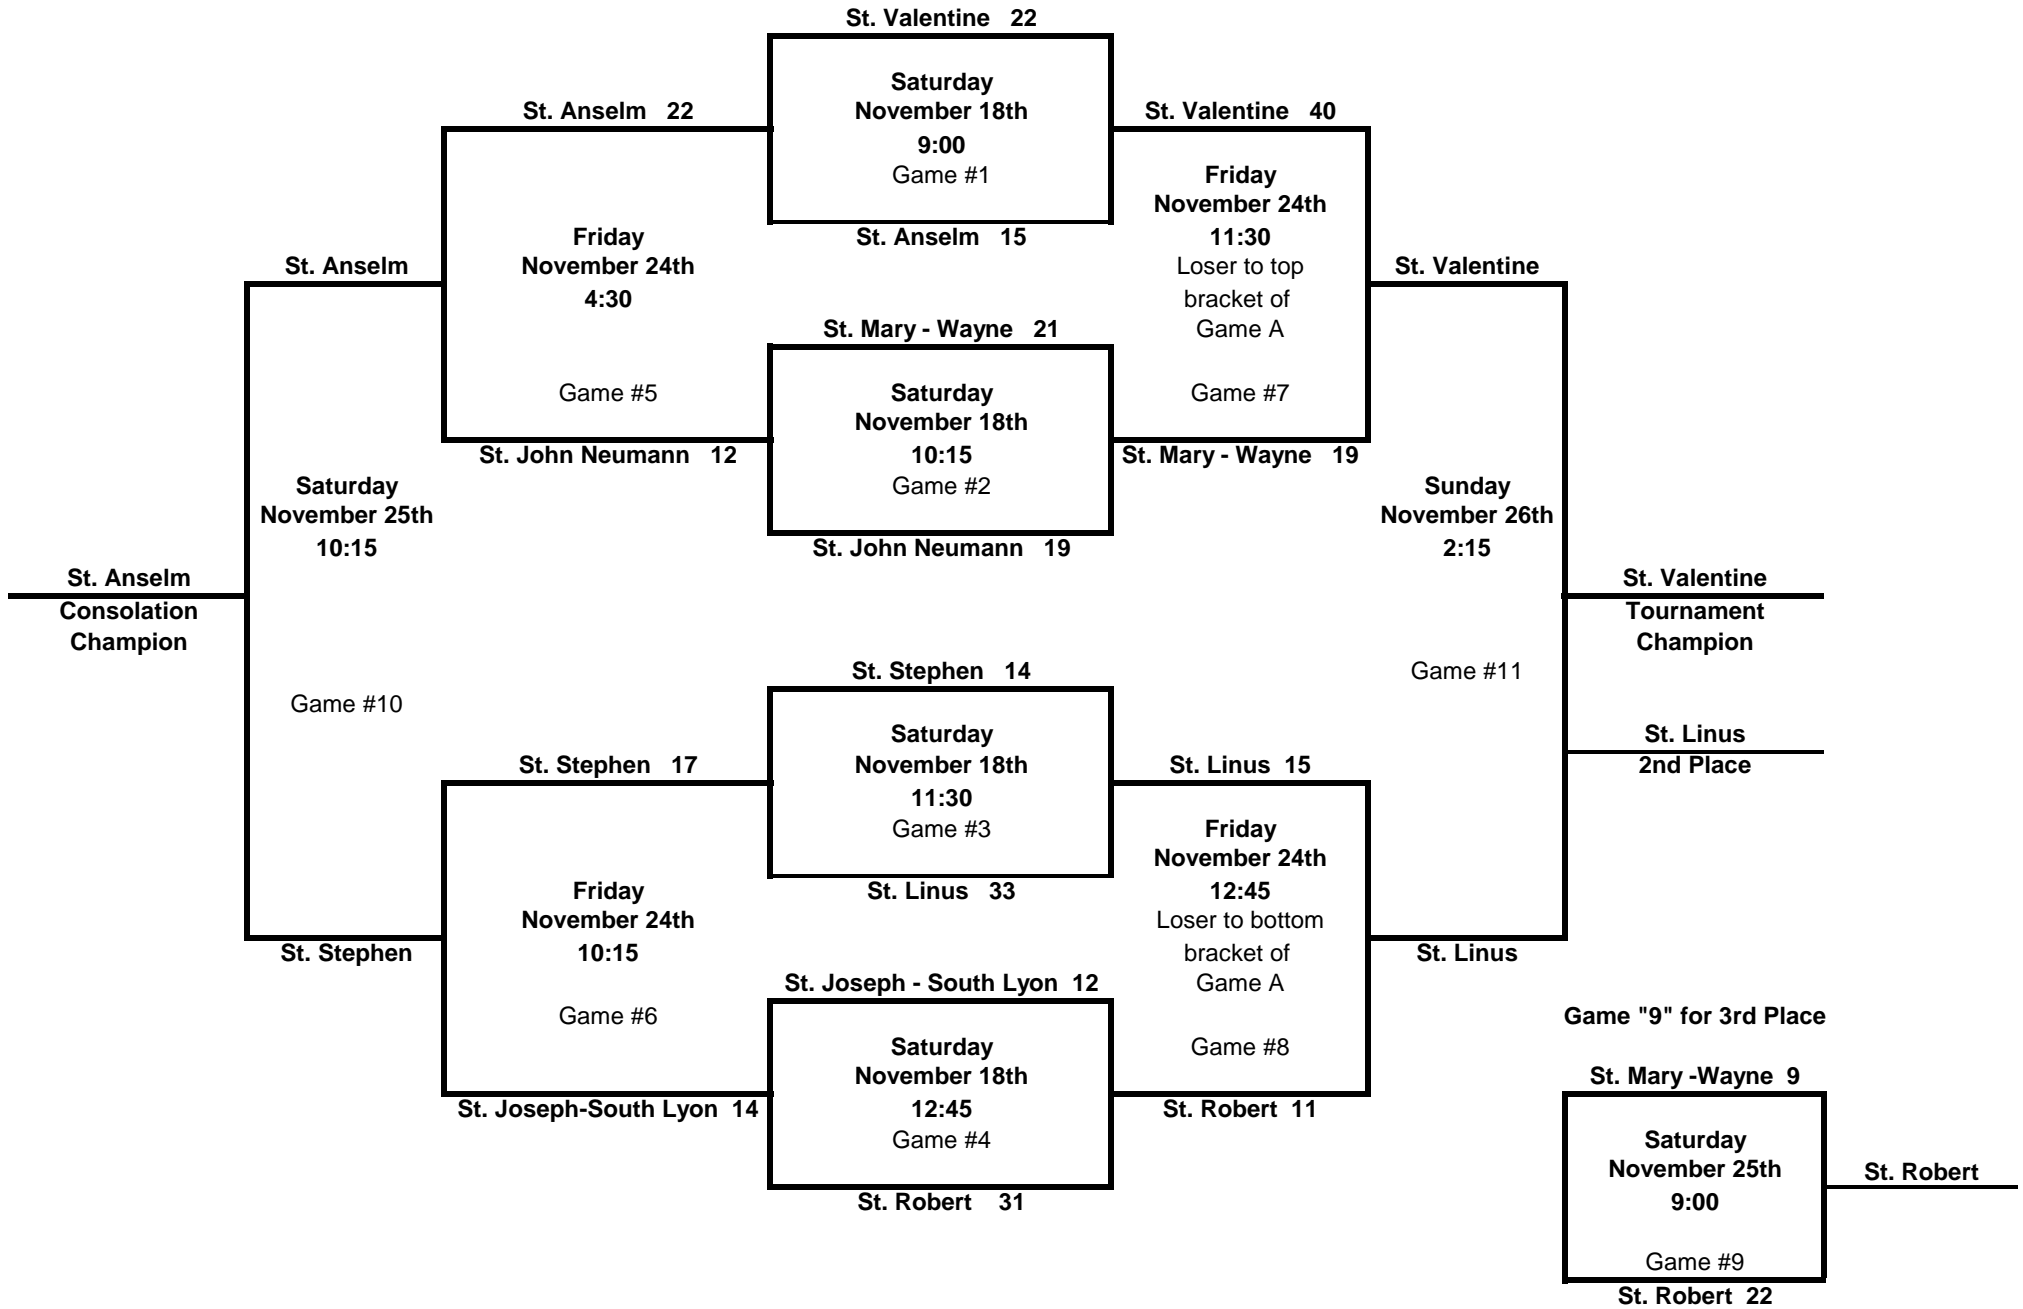 St. Valentine 22
Saturday
November 18th
9:00
Game #1
St. Anselm 15
St. Mary - Wayne 21
Saturday
November 18th
10:15
Game #2
St. John Neumann 19
St. Stephen 14
Saturday
November 18th
11:30
Game #3
St. Linus 33
St. Joseph - South Lyon 12
Saturday
November 18th
12:45
Game #4
St. Robert 31
St. Anselm 22
Friday
November 24th
4:30
Game #5
St. John Neumann 12
St. Stephen 17
Friday
November 24th
10:15
Game #6
St. Joseph-South Lyon 14
St. Anselm
Saturday
November 25th
10:15
Game #10
St. Stephen
St. Anselm
Consolation
Champion
St. Valentine 40
Friday
November 24th
11:30
Loser to top
bracket of
Game A
Game #7
St. Mary - Wayne 19
St. Linus 15
Friday
November 24th
12:45
Loser to bottom
bracket of
Game A
Game #8
St. Robert 11
St. Valentine
Sunday
November 26th
2:15
Game #11
St. Linus
St. Valentine
Tournament
Champion
St. Linus
2nd Place
Game "9" for 3rd Place
St. Mary -Wayne 9
Saturday
November 25th
9:00
Game #9
St. Robert 22
St. Robert